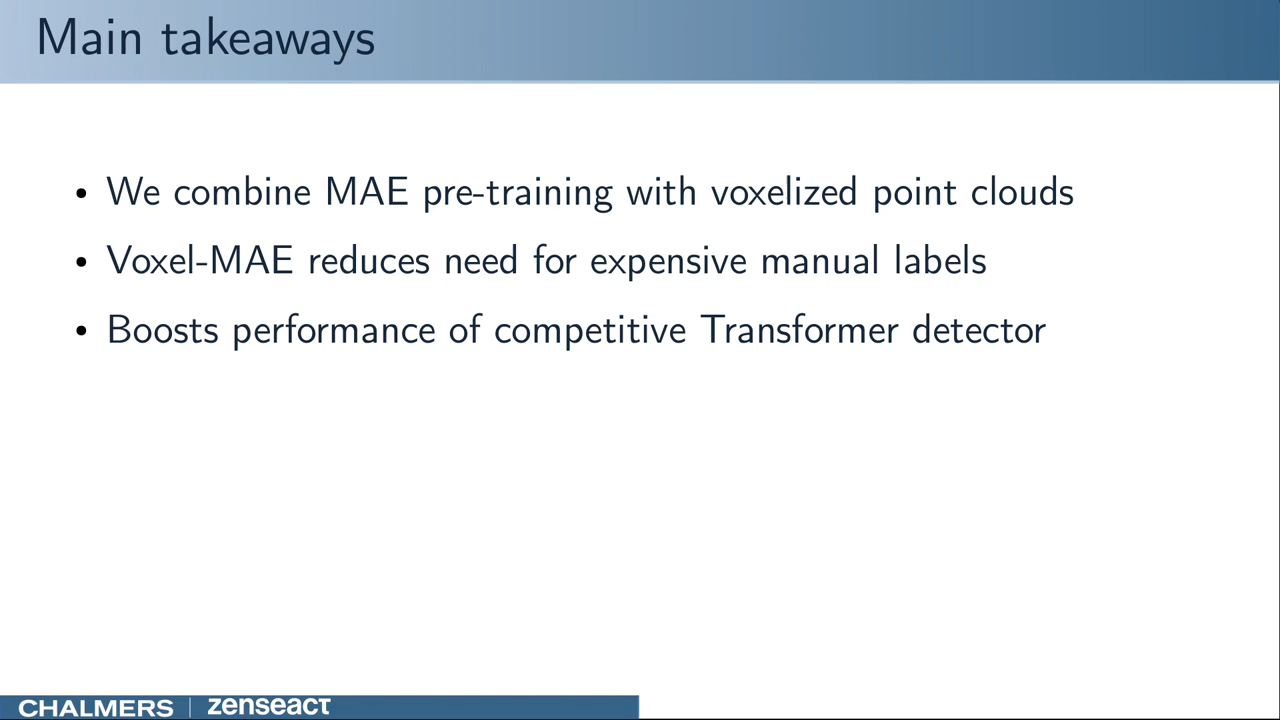 Main takeaways
• We combine MAE pre-training with voxelized point clouds
• Voxel-MAE reduces need for expensive manual labels
• Boosts performance of competitive Transformer detector
CHALMERS | zenseact